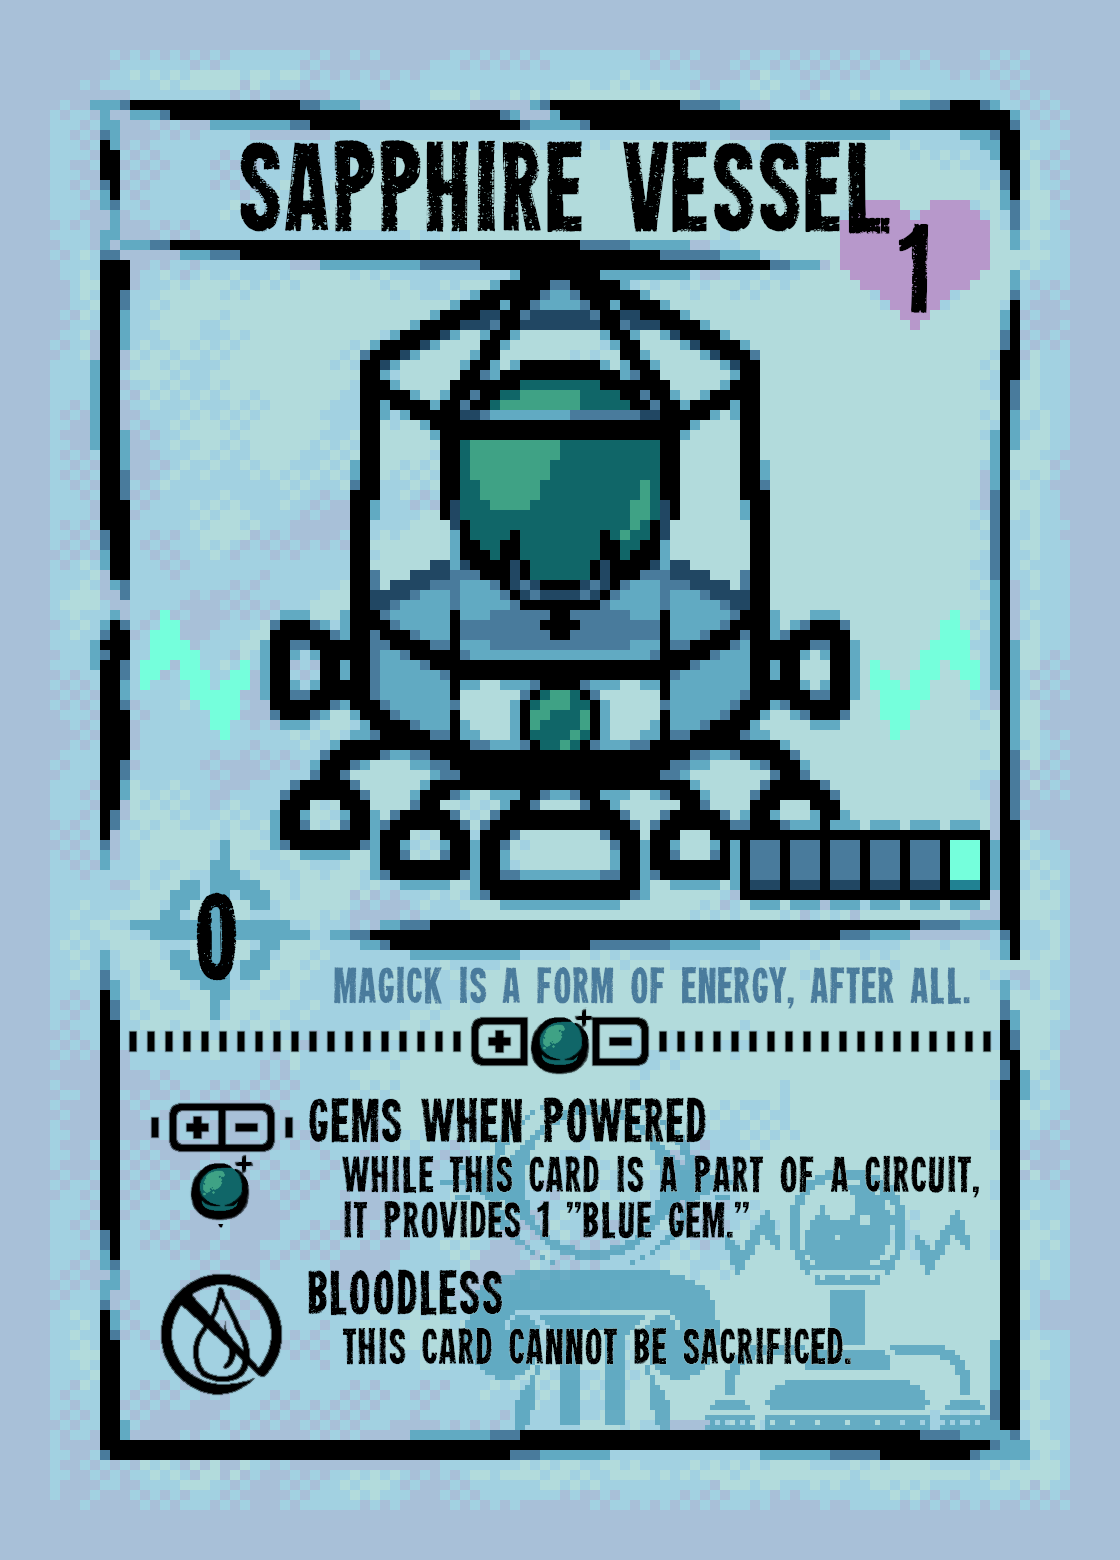 SAPPHIRE VESSEL
1
0
MAGICK IS A FORM OF ENERGY, AFTER ALL.
GEMS WHEN POWERED
WHILE THIS CARD IS A PART OF A CIRCUIT,
IT PROVIDES 1 "BLUE GEM."
BLOODLESS
THIS CARD CANNOT BE SACRIFICED.